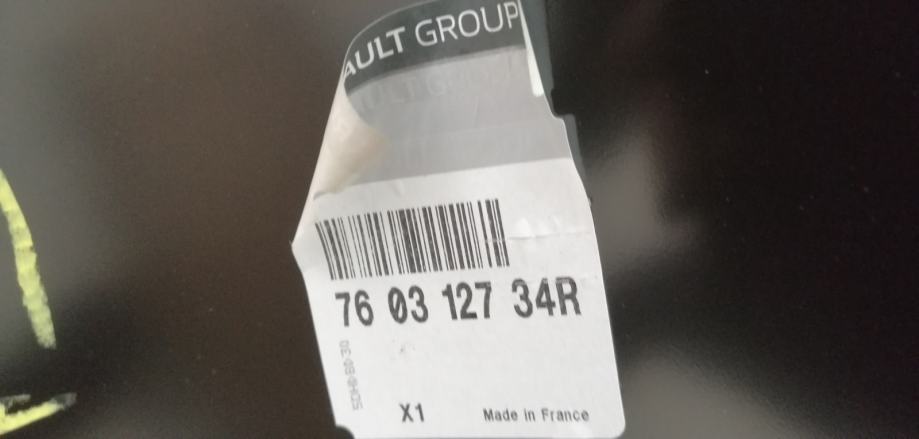 AULT GROUP
76 03 127 34R
X1
Made in France